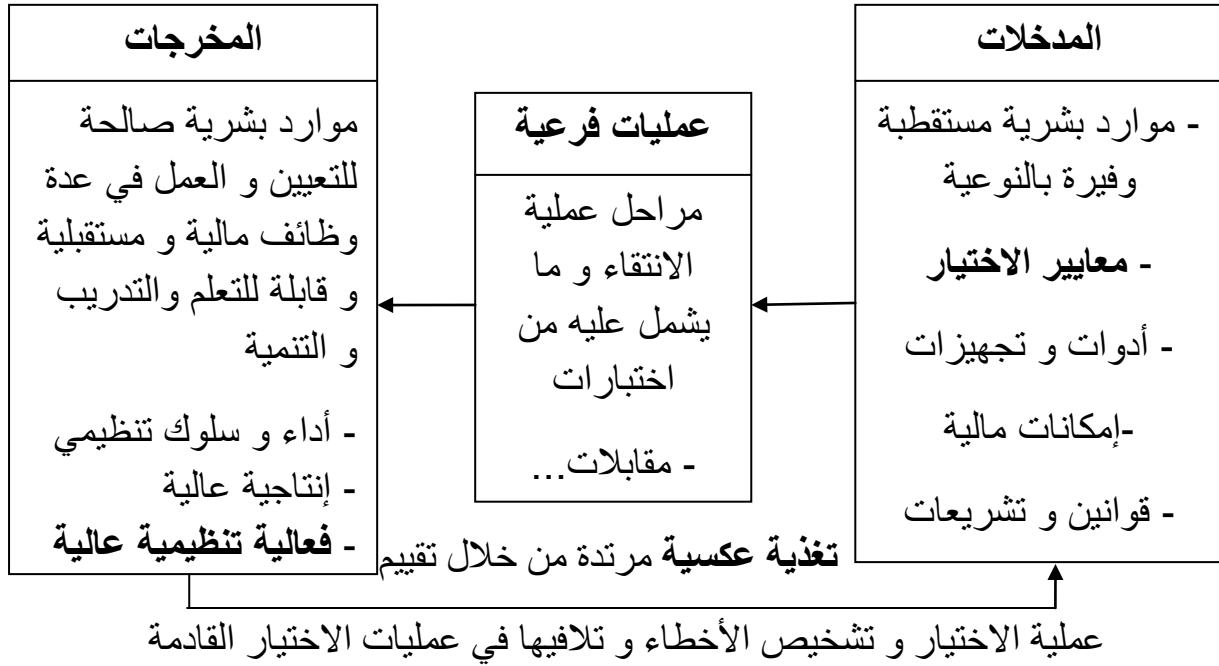 المدخلات
- موارد بشرية مستقطبة
وفيرة بالنوعية
- معايير الاختيار
- أدوات و تجهيزات
-إمكانات مالية
- قوانين و تشريعات
عمليات فرعية
مراحل عملية
الانتقاء و ما
يشمل عليه من
اختبارات
- مقابلات...
المخرجات
موارد بشرية صالحة
للتعيين و العمل في عدة
وظائف مالية و مستقبلية
و قابلة للتعلم والتدريب
و التنمية
- أداء و سلوك تنظيمي
- إنتاجية عالية
- فعالية تنظيمية عالية
تغذية عكسية مرتدة من خلال تقييم
عملية الاختيار و تشخيص الأخطاء و تلافيها في عمليات الاختيار القادمة